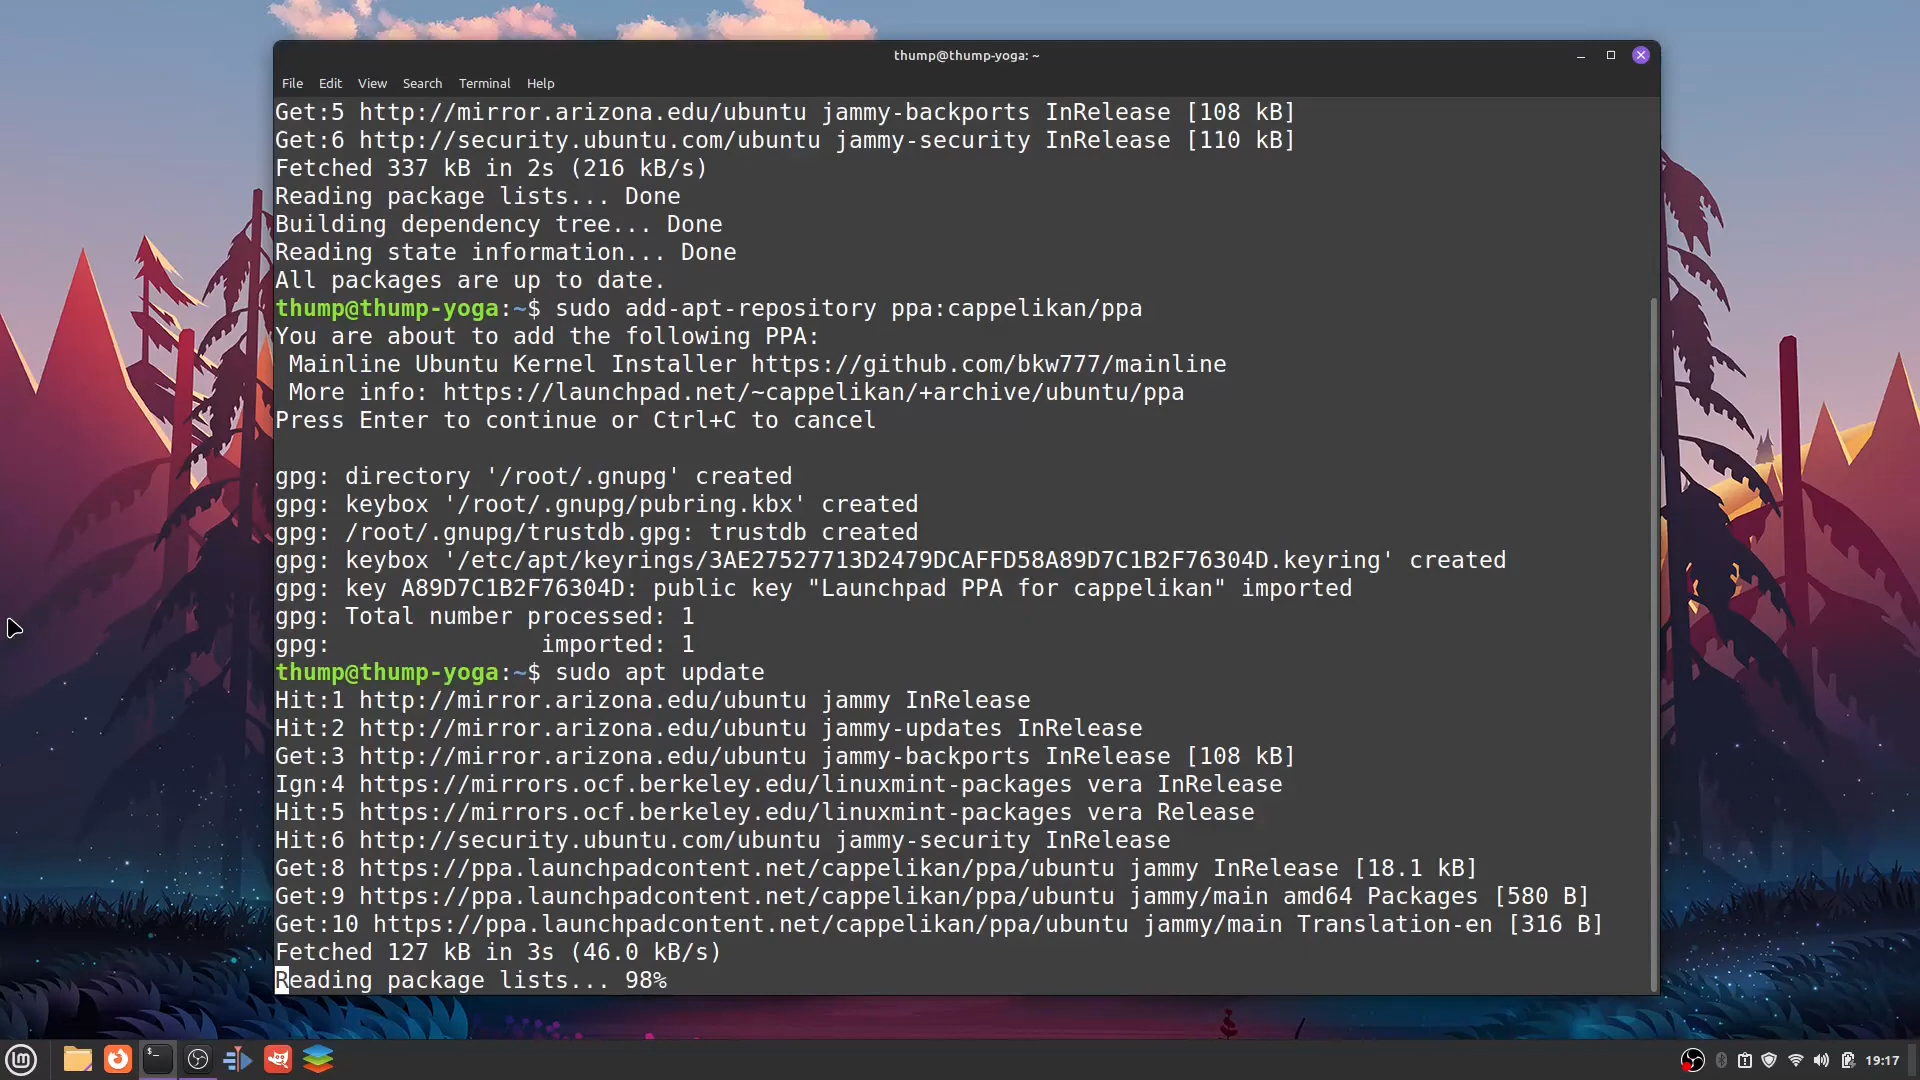 thump@thump-yoga: ~
File Edit View Search Terminal Help
Get:5 http://mirror.arizona.edu/ubuntu jammy-backports InRelease [108 kB]
Get:6 http://security.ubuntu.com/ubuntu jammy-security InRelease [110 kB]
Fetched 337 kB in 2s (216 kB/s)
Reading package lists... Done
Building dependency tree... Done
Reading state information... Done
All packages are up to date.
thump@thump-yoga:~$ sudo add-apt-repository ppa:cappelikan/ppa
You are about to add the following PPA:
 Mainline Ubuntu Kernel Installer https://github.com/bkw777/mainline
 More info: https://launchpad.net/~cappelikan/+archive/ubuntu/ppa
Press Enter to continue or Ctrl+C to cancel
gpg: directory '/root/.gnupg' created
gpg: keybox '/root/.gnupg/pubring.kbx' created
gpg: /root/.gnupg/trustdb.gpg: trustdb created
gpg: keybox '/etc/apt/keyrings/3AE27527713D2479DCAFFD58A89D7C1B2F76304D.keyring' created
gpg: key A89D7C1B2F76304D: public key "Launchpad PPA for cappelikan" imported
gpg: Total number processed: 1
gpg:               imported: 1
thump@thump-yoga:~$ sudo apt update
Hit:1 http://mirror.arizona.edu/ubuntu jammy InRelease
Hit:2 http://mirror.arizona.edu/ubuntu jammy-updates InRelease
Get:3 http://mirror.arizona.edu/ubuntu jammy-backports InRelease [108 kB]
Ign:4 https://mirrors.ocf.berkeley.edu/linuxmint-packages vera InRelease
Hit:5 https://mirrors.ocf.berkeley.edu/linuxmint-packages vera Release
Hit:6 http://security.ubuntu.com/ubuntu jammy-security InRelease
Get:8 https://ppa.launchpadcontent.net/cappelikan/ppa/ubuntu jammy InRelease [18.1 kB]
Get:9 https://ppa.launchpadcontent.net/cappelikan/ppa/ubuntu jammy/main amd64 Packages [580 B]
Get:10 https://ppa.launchpadcontent.net/cappelikan/ppa/ubuntu jammy/main Translation-en [316 B]
Fetched 127 kB in 3s (46.0 kB/s)
Reading package lists... 98%
19:17